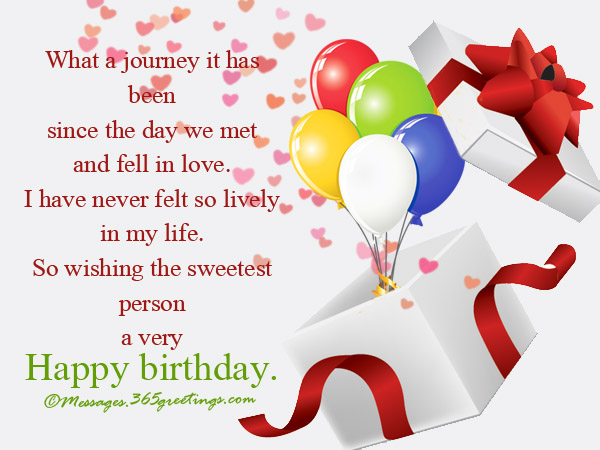 What a journey it has
been
since the day we met
and fell in love.
I have never felt so lively
in my life.
So wishing the sweetest
person
a very
Happy birthday.
©Messages.365greetings.com